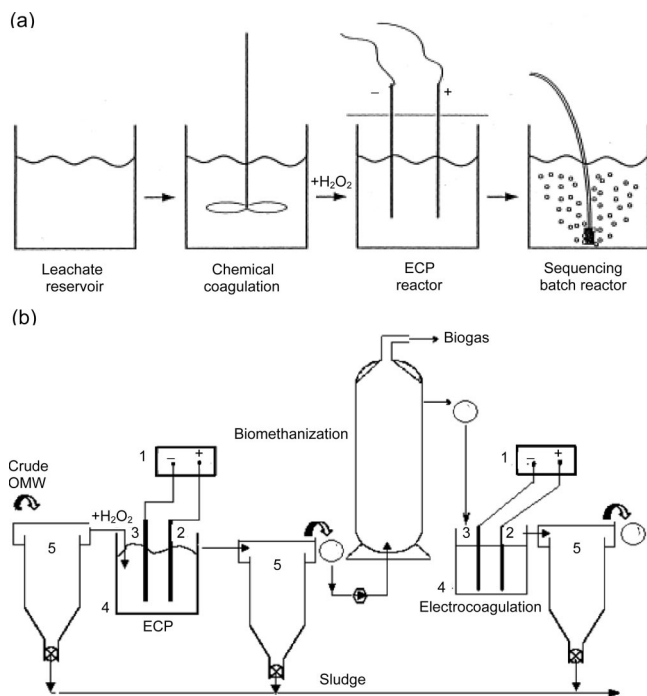 (a)
− +
+H₂O₂
Leachate
reservoir
Chemical
coagulation
ECP
reactor
Sequencing
batch reactor
(b)
Biogas
Biomethanization
1
− +
1
− +
Crude
OMW
+H₂O₂
5
3 2
4
ECP
5
3 2
4
Electrocoagulation
5
Sludge